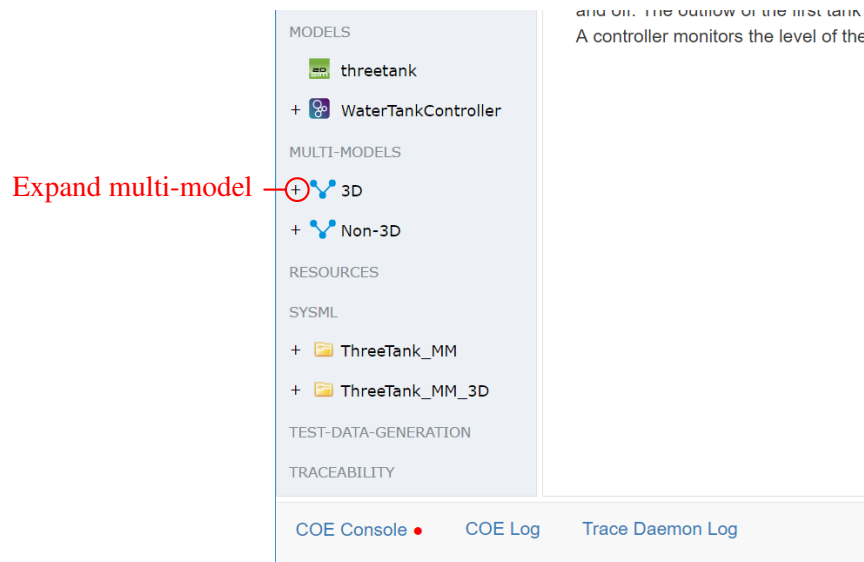 and off. The outflow of the first tank
MODELS
A controller monitors the level of the
threetank
+ WaterTankController
MULTI-MODELS
Expand multi-model
+ 3D
+ Non-3D
RESOURCES
SYSML
+ ThreeTank_MM
+ ThreeTank_MM_3D
TEST-DATA-GENERATION
TRACEABILITY
COE Console
COE Log
Trace Daemon Log